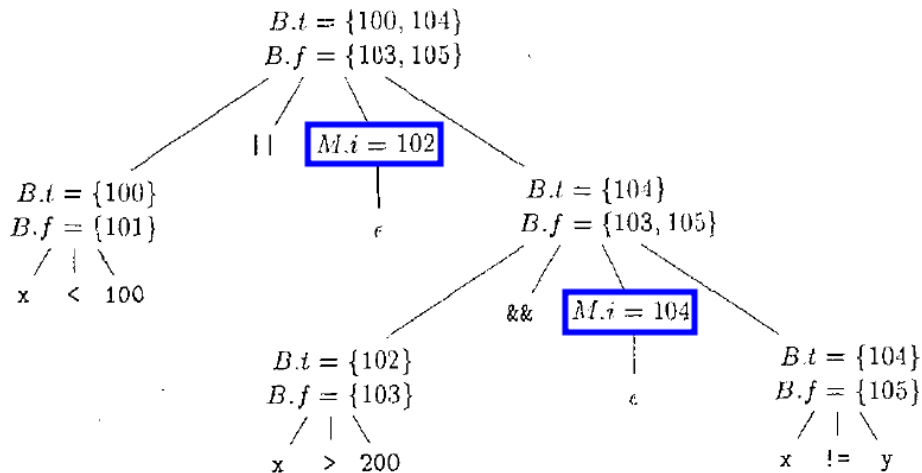 B.t = {100, 104}
B.f = {103, 105}
|| M.i = 102
B.t = {100}
B.f = {101}
ϵ
B.t = {104}
B.f = {103, 105}
x < 100
&& M.i = 104
B.t = {102}
B.f = {103}
ϵ
B.t = {104}
B.f = {105}
x > 200
x != y